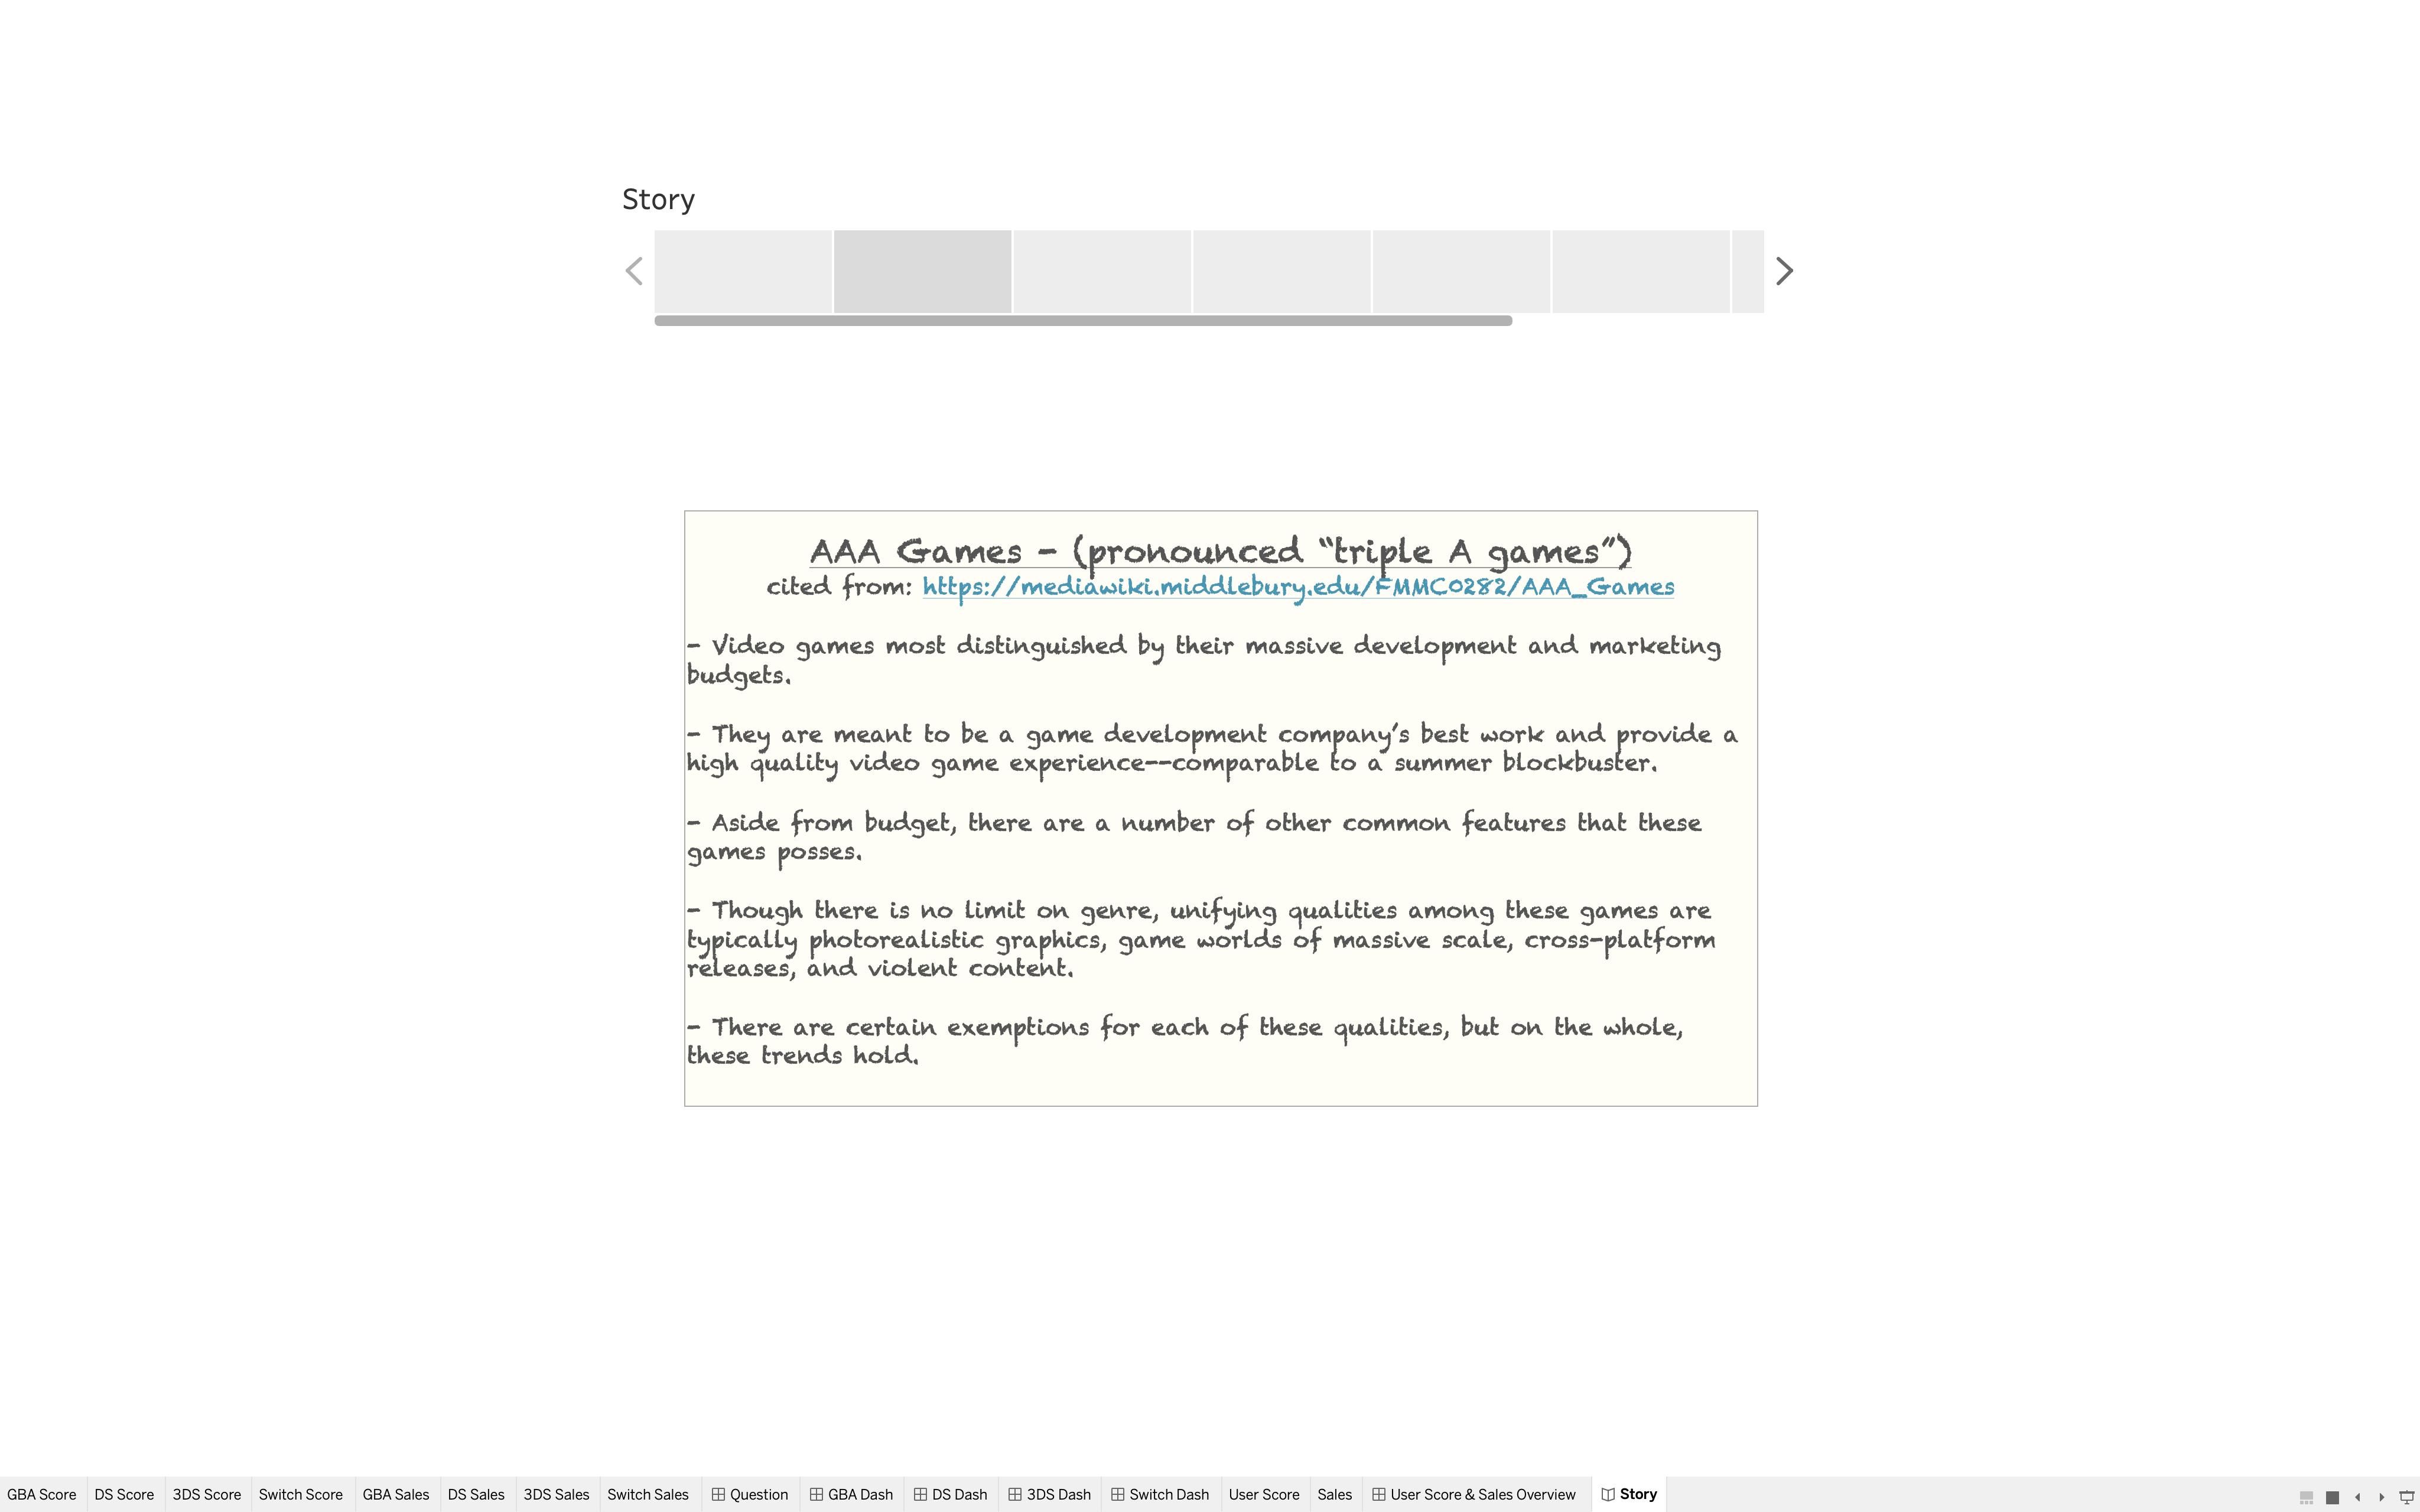 Story
AAA Games - (pronounced “triple A games”)
cited from: https://mediawiki.middlebury.edu/FMMC0282/AAA_Games
- Video games most distinguished by their massive development and marketing
budgets.
- They are meant to be a game development company’s best work and provide a
high quality video game experience--comparable to a summer blockbuster.
- Aside from budget, there are a number of other common features that these
games posses.
- Though there is no limit on genre, unifying qualities among these games are
typically photorealistic graphics, game worlds of massive scale, cross-platform
releases, and violent content.
- There are certain exemptions for each of these qualities, but on the whole,
these trends hold.
GBA Score DS Score 3DS Score Switch Score GBA Sales DS Sales 3DS Sales Switch Sales Question GBA Dash DS Dash 3DS Dash Switch Dash User Score Sales User Score & Sales Overview Story